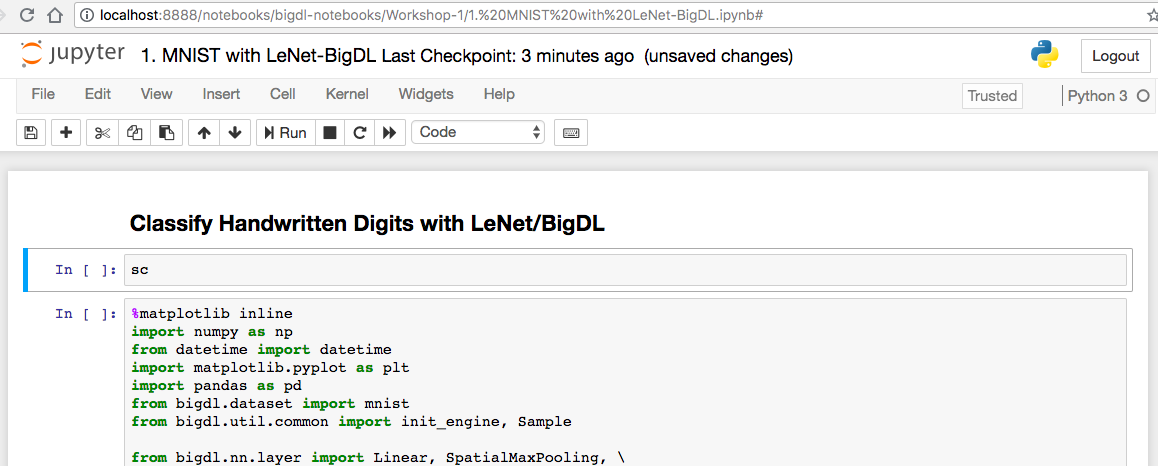 localhost:8888/notebooks/bigdl-notebooks/Workshop-1/1.%20MNIST%20with%20LeNet-BigDL.ipynb#
jupyter 1. MNIST with LeNet-BigDL Last Checkpoint: 3 minutes ago (unsaved changes) Logout
File Edit View Insert Cell Kernel Widgets Help Trusted Python 3
Run Code
Classify Handwritten Digits with LeNet/BigDL
In [ ]: sc
In [ ]: %matplotlib inline
import numpy as np
from datetime import datetime
import matplotlib.pyplot as plt
import pandas as pd
from bigdl.dataset import mnist
from bigdl.util.common import init_engine, Sample
from bigdl.nn.layer import Linear, SpatialMaxPooling, \